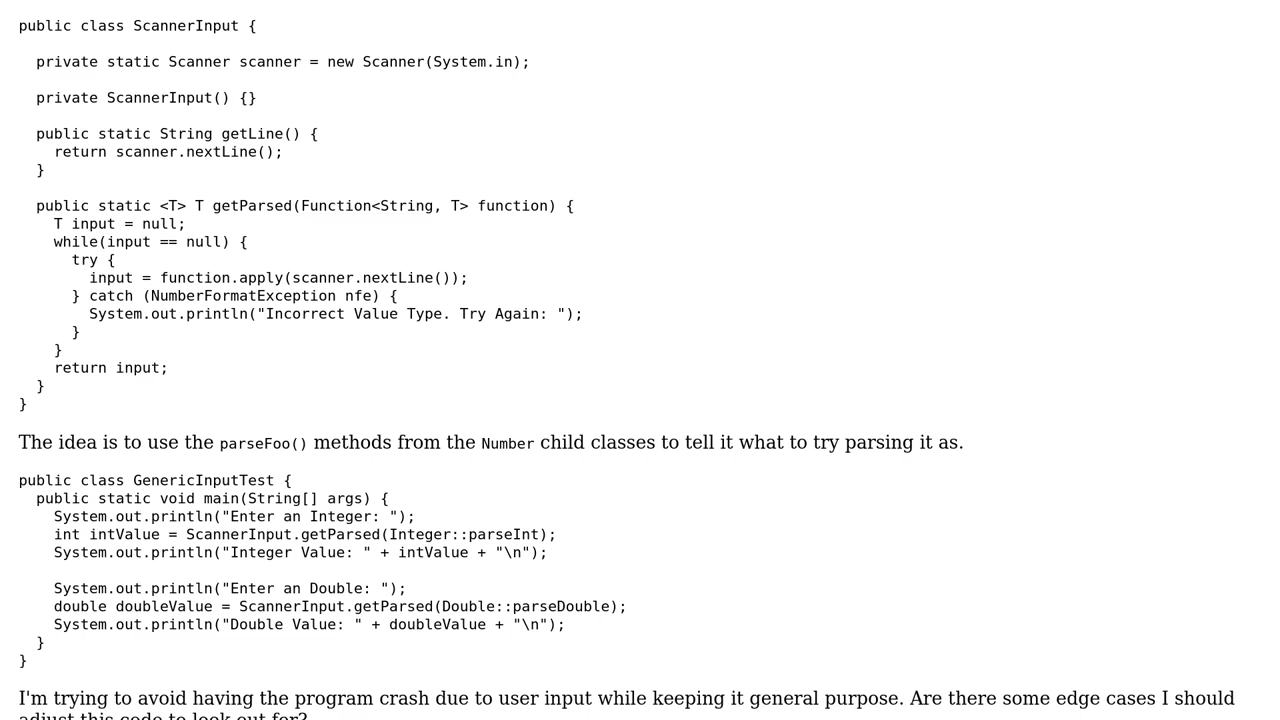 public class ScannerInput {
private static Scanner scanner = new Scanner(System.in);
private ScannerInput() {}
public static String getLine() {
return scanner.nextLine();
}
public static <T> T getParsed(Function<String, T> function) {
T input = null;
while(input == null) {
try {
input = function.apply(scanner.nextLine());
} catch (NumberFormatException nfe) {
System.out.println("Incorrect Value Type. Try Again: ");
}
}
return input;
}
}
The idea is to use the parseFoo() methods from the Number child classes to tell it what to try parsing it as.
public class GenericInputTest {
public static void main(String[] args) {
System.out.println("Enter an Integer: ");
int intValue = ScannerInput.getParsed(Integer::parseInt);
System.out.println("Integer Value: " + intValue + "\n");
System.out.println("Enter an Double: ");
double doubleValue = ScannerInput.getParsed(Double::parseDouble);
System.out.println("Double Value: " + doubleValue + "\n");
}
}
I'm trying to avoid having the program crash due to user input while keeping it general purpose. Are there some edge cases I should
adjust this code to look out for?